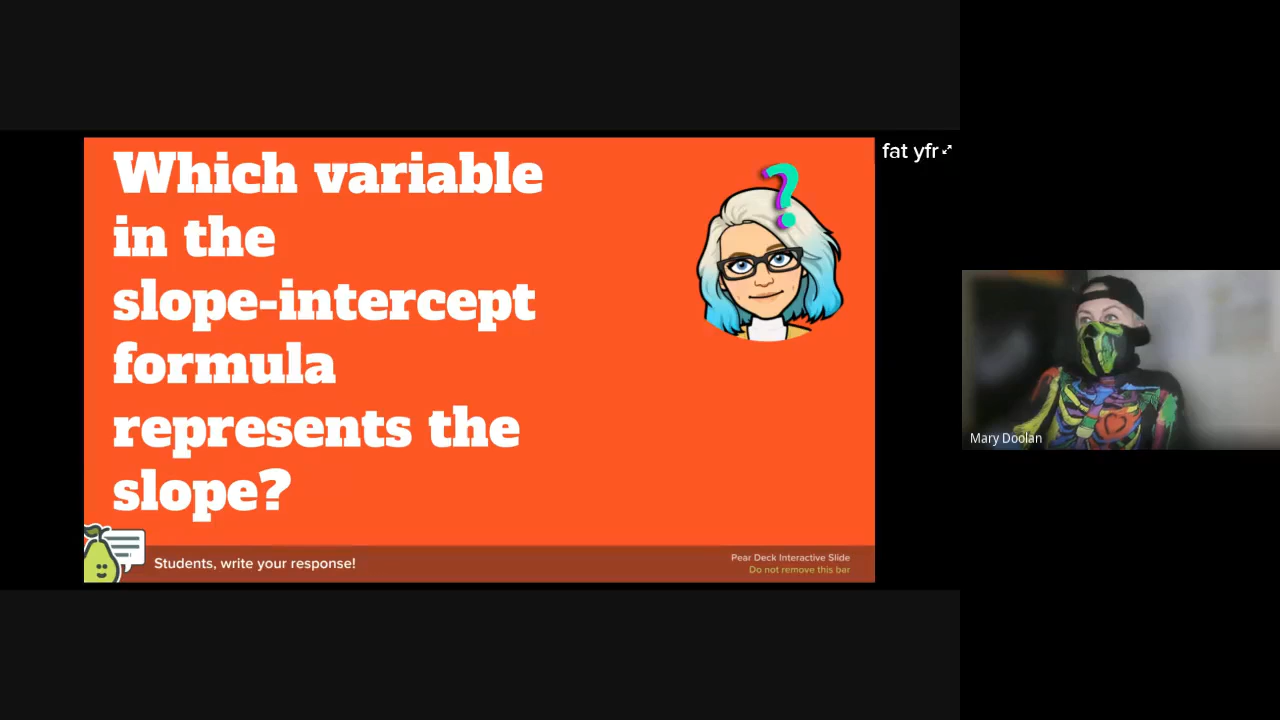 Which variable
in the
slope-intercept
formula
represents the
slope?
Students, write your response!
Pear Deck Interactive Slide
Do not remove this bar
fat yfr
Mary Doolan